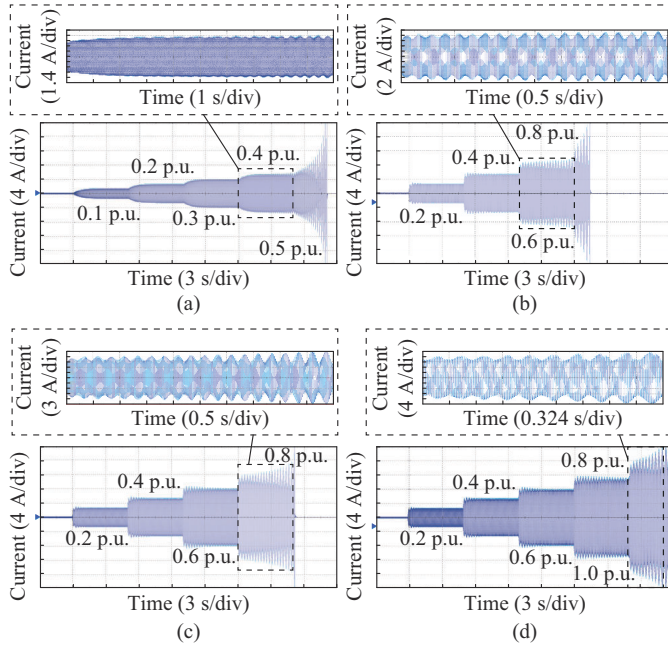 Current
(1.4 A/div)
Time (1 s/div)
Current (4 A/div)
0.1 p.u.
0.2 p.u.
0.3 p.u.
0.4 p.u.
0.5 p.u.
Time (3 s/div)
(a)
Current
(2 A/div)
Time (0.5 s/div)
Current (4 A/div)
0.2 p.u.
0.4 p.u.
0.6 p.u.
0.8 p.u.
Time (3 s/div)
(b)
Current
(3 A/div)
Time (0.5 s/div)
Current (4 A/div)
0.2 p.u.
0.4 p.u.
0.6 p.u.
0.8 p.u.
Time (3 s/div)
(c)
Current
(4 A/div)
Time (0.324 s/div)
Current (4 A/div)
0.2 p.u.
0.4 p.u.
0.6 p.u.
0.8 p.u.
1.0 p.u.
Time (3 s/div)
(d)